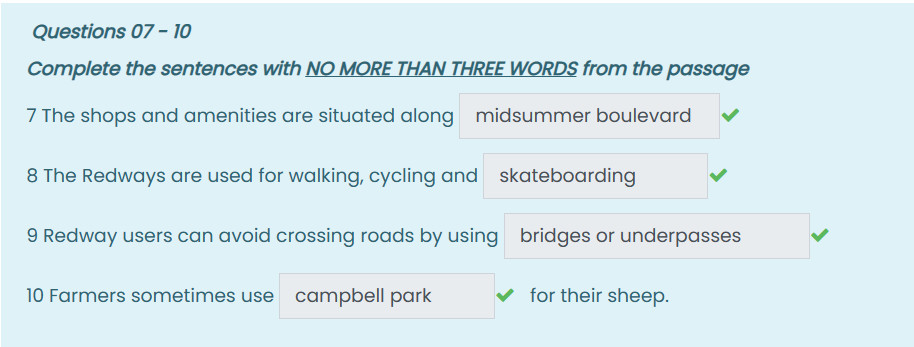 Questions 07 - 10
Complete the sentences with NO MORE THAN THREE WORDS from the passage
7 The shops and amenities are situated along midsummer boulevard
8 The Redways are used for walking, cycling and skateboarding
9 Redway users can avoid crossing roads by using bridges or underpasses
10 Farmers sometimes use campbell park for their sheep.